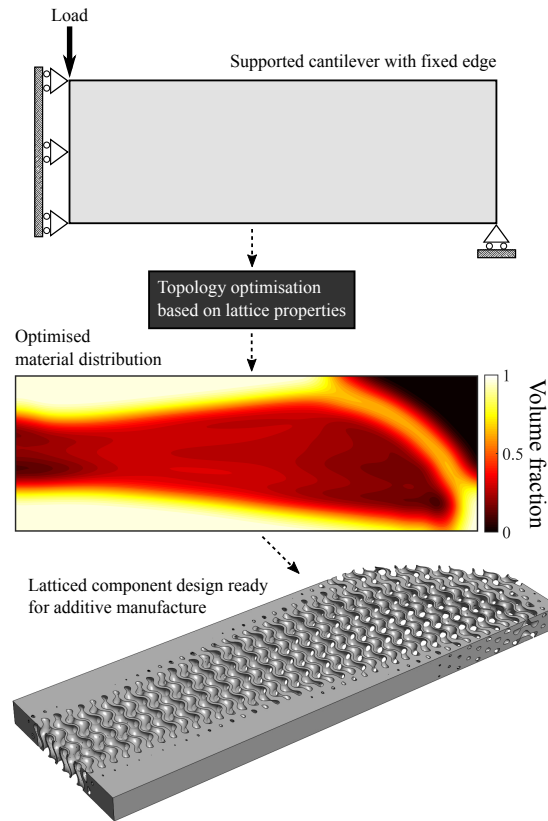 Load
Supported cantilever with fixed edge
Topology optimisation
based on lattice properties
Optimised
material distribution
1
0.5
0
Volume fraction
Latticed component design ready
for additive manufacture